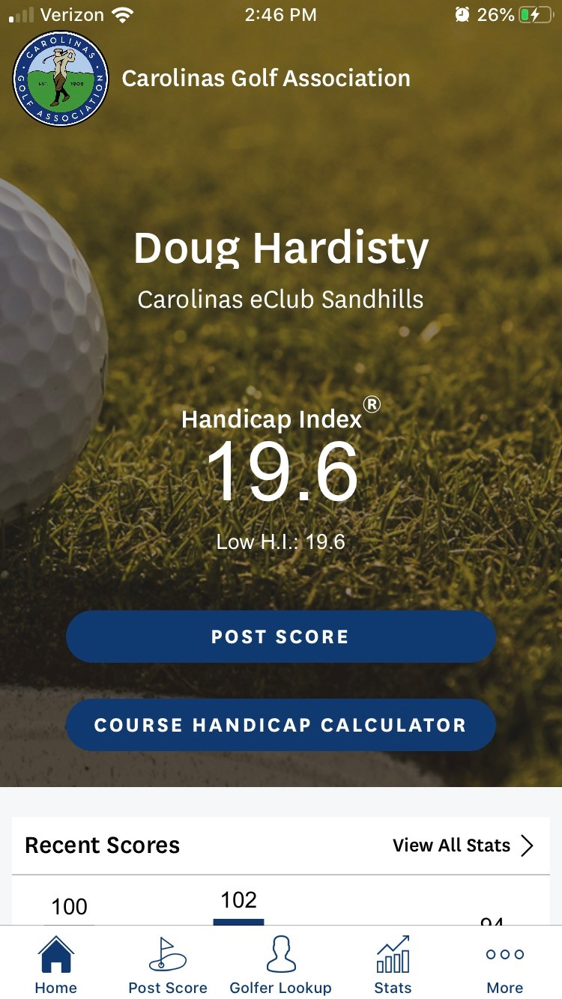 Verizon 2:46 PM 26%
CAROLINAS
GOLF ASSOCIATION
EST. 1909
Carolinas Golf Association
Doug Hardisty
Carolinas eClub Sandhills
Handicap Index®
19.6
Low H.I.: 19.6
POST SCORE
COURSE HANDICAP CALCULATOR
Recent Scores View All Stats
100 102 94
Home Post Score Golfer Lookup Stats More